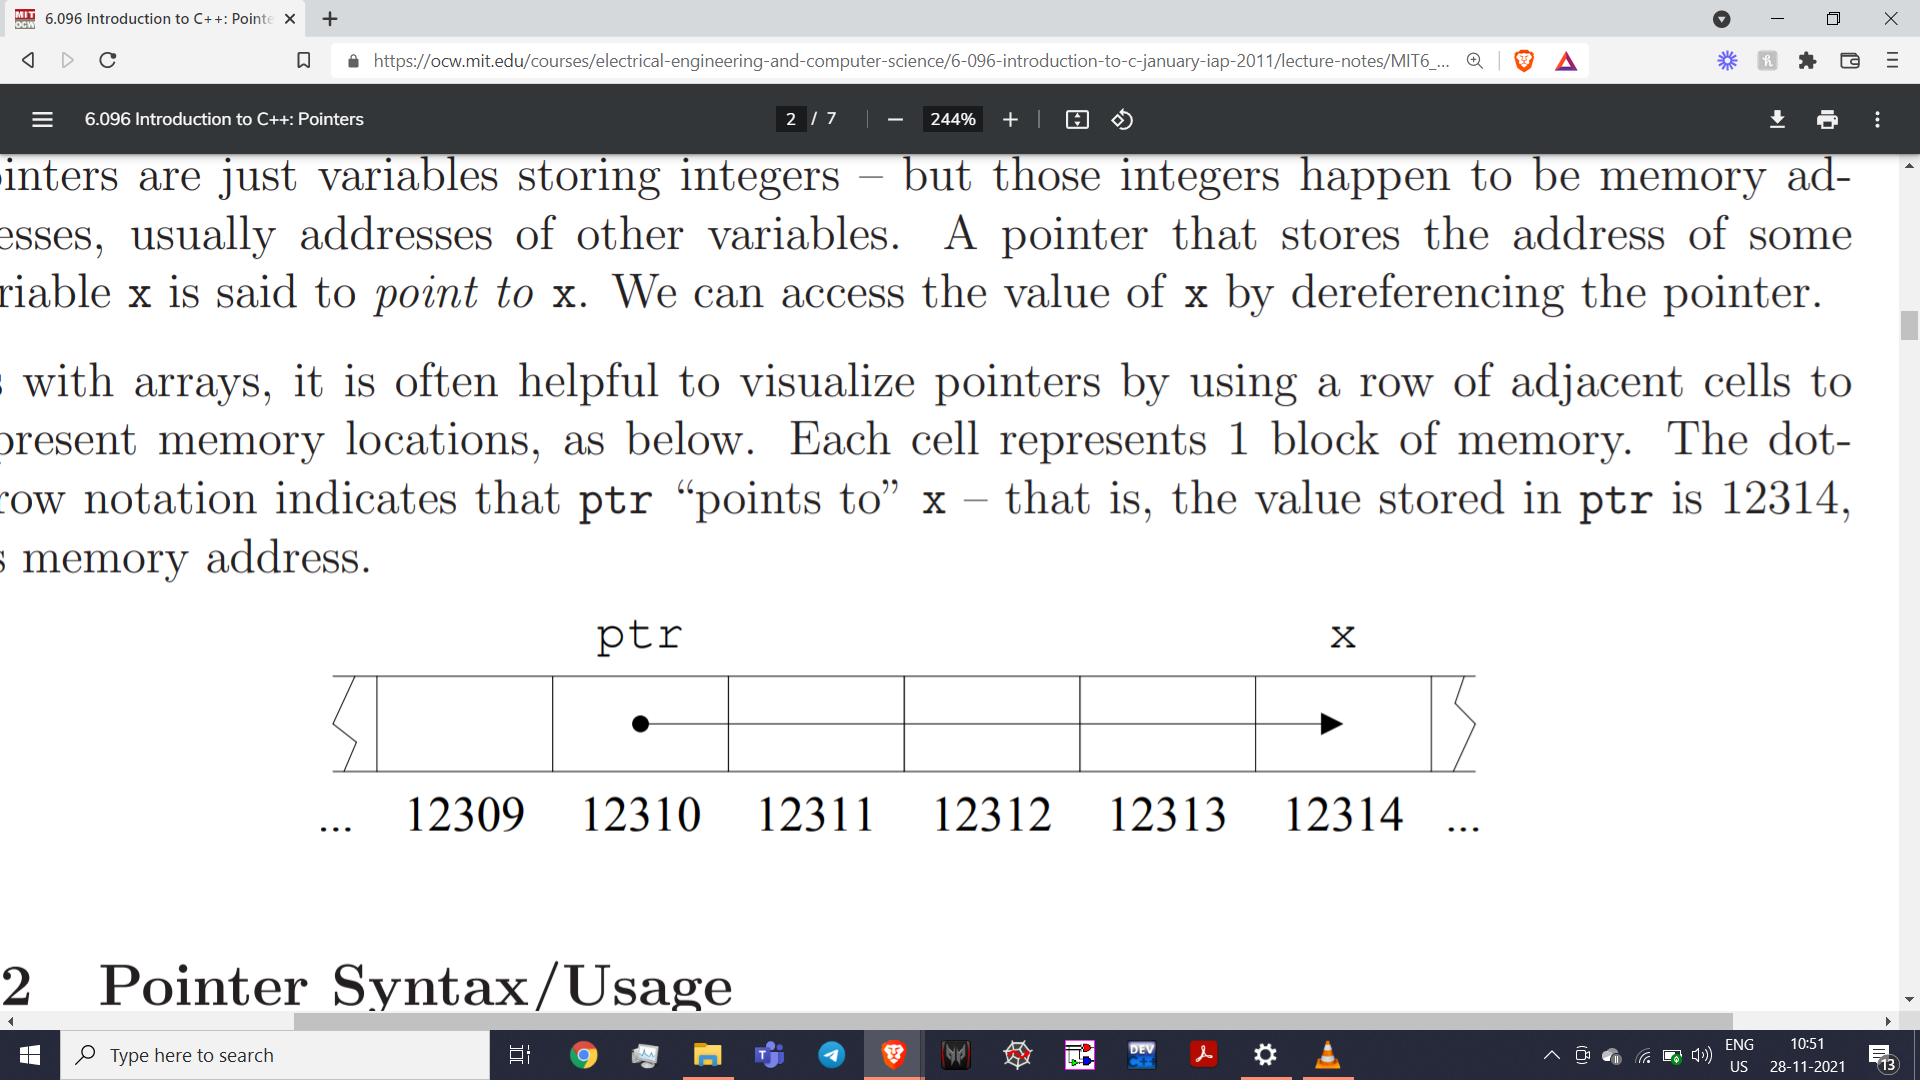 6.096 Introduction to C++: Pointe
https://ocw.mit.edu/courses/electrical-engineering-and-computer-science/6-096-introduction-to-c-january-iap-2011/lecture-notes/MIT6_...
6.096 Introduction to C++: Pointers
2 / 7
244%
inters are just variables storing integers – but those integers happen to be memory ad-
esses, usually addresses of other variables. A pointer that stores the address of some
riable x is said to point to x. We can access the value of x by dereferencing the pointer.
s with arrays, it is often helpful to visualize pointers by using a row of adjacent cells to
present memory locations, as below. Each cell represents 1 block of memory. The dot-
row notation indicates that ptr “points to” x – that is, the value stored in ptr is 12314,
s memory address.
ptr x
... 12309 12310 12311 12312 12313 12314 ...
2 Pointer Syntax/Usage
Type here to search
DEV
ENG
US
10:51
28-11-2021
13